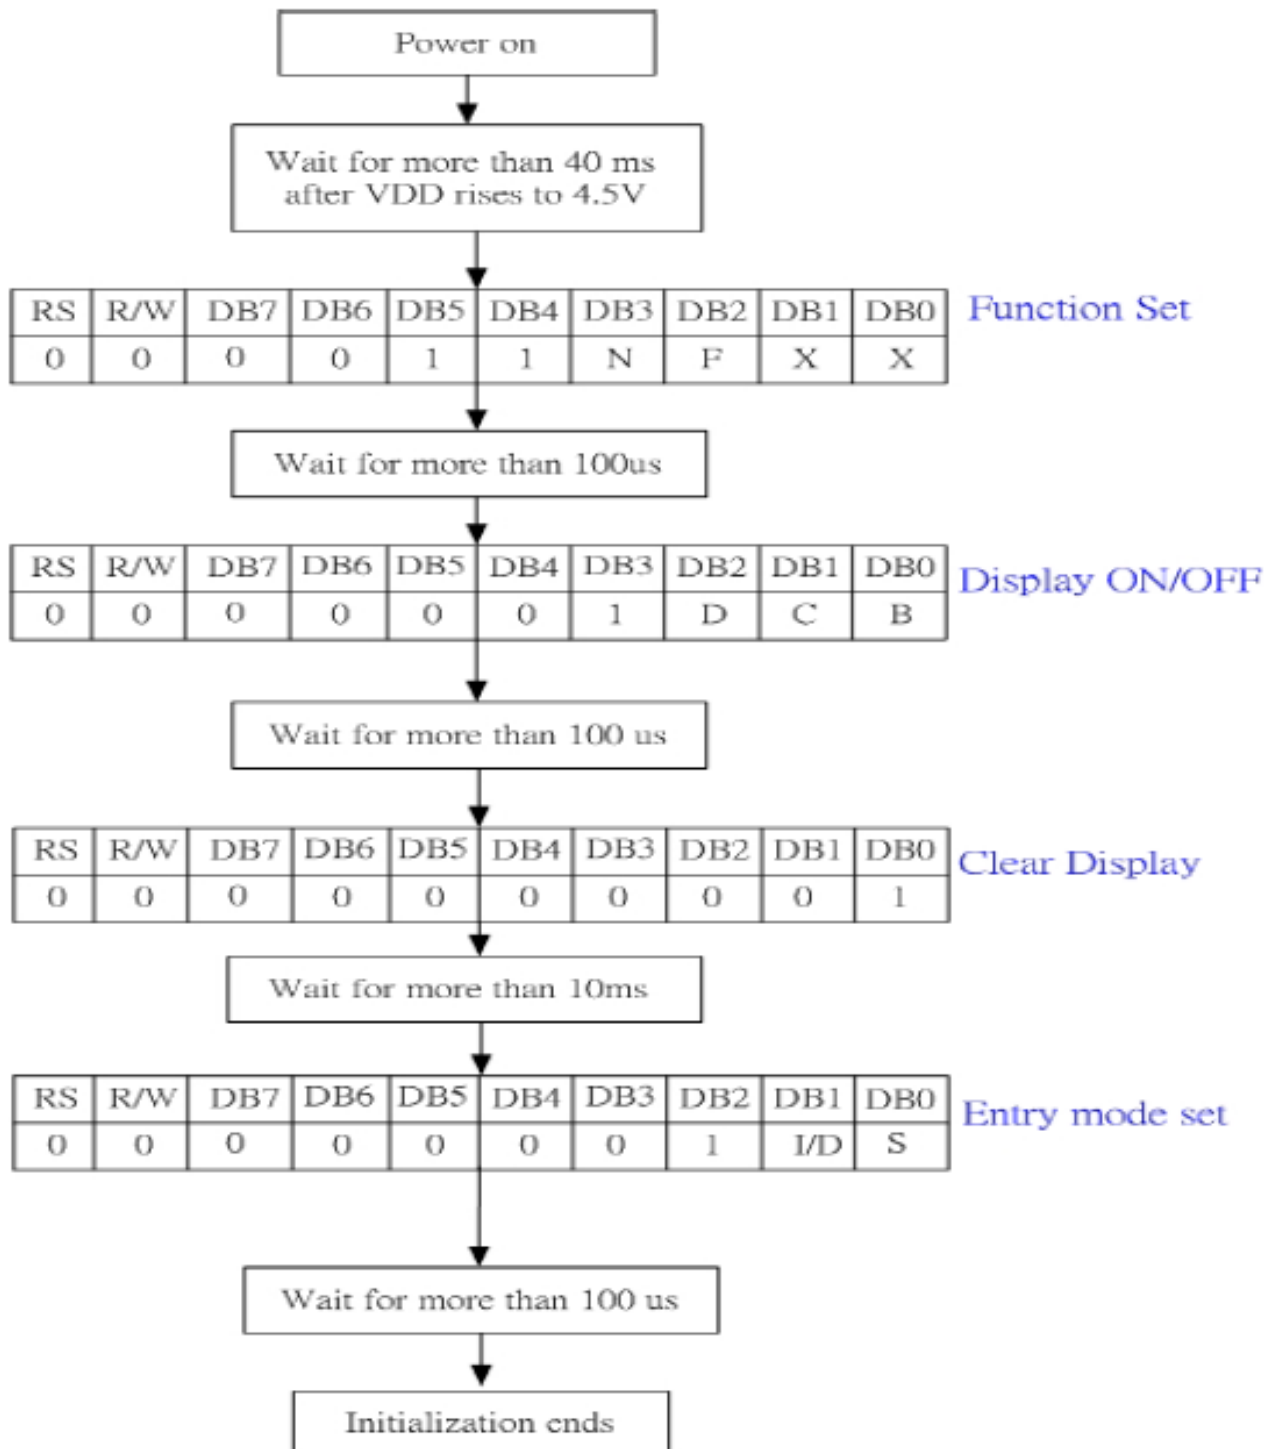 Power on
Wait for more than 40 ms
after VDD rises to 4.5V
RS R/W DB7 DB6 DB5 DB4 DB3 DB2 DB1 DB0 Function Set
0 0 0 0 1 1 N F X X
Wait for more than 100us
RS R/W DB7 DB6 DB5 DB4 DB3 DB2 DB1 DB0 Display ON/OFF
0 0 0 0 0 0 1 D C B
Wait for more than 100 us
RS R/W DB7 DB6 DB5 DB4 DB3 DB2 DB1 DB0 Clear Display
0 0 0 0 0 0 0 0 0 1
Wait for more than 10ms
RS R/W DB7 DB6 DB5 DB4 DB3 DB2 DB1 DB0 Entry mode set
0 0 0 0 0 0 0 1 I/D S
Wait for more than 100 us
Initialization ends